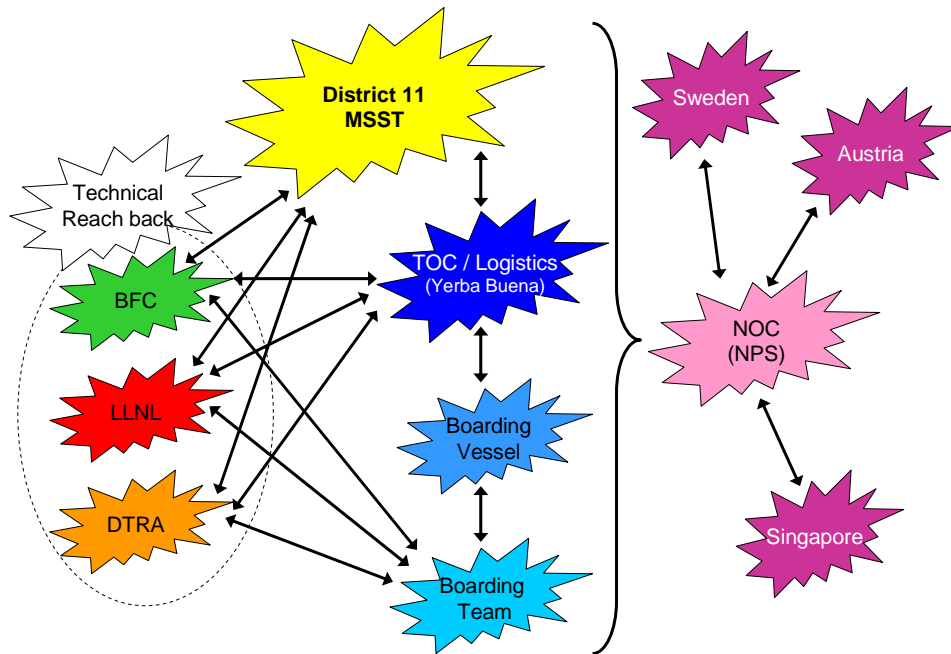 District 11
MSST
Technical
Reach back
BFC
LLNL
DTRA
TOC / Logistics
(Yerba Buena)
Boarding
Vessel
Boarding
Team
Sweden
Austria
NOC
(NPS)
Singapore